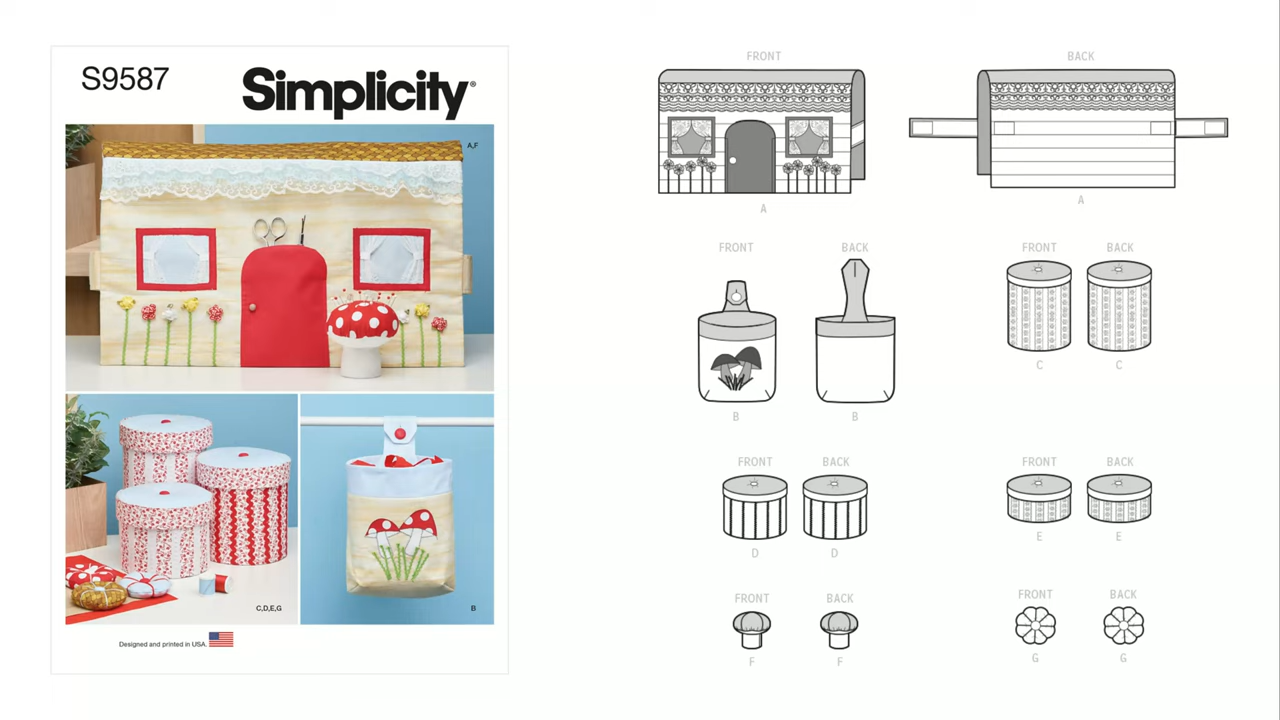 S9587
Simplicity®
A,F
C,D,E,G
B
Designed and printed in USA.
FRONT
BACK
A
A
FRONT
BACK
B
B
FRONT
BACK
C
C
FRONT
BACK
D
D
FRONT
BACK
E
E
FRONT
BACK
F
F
FRONT
BACK
G
G